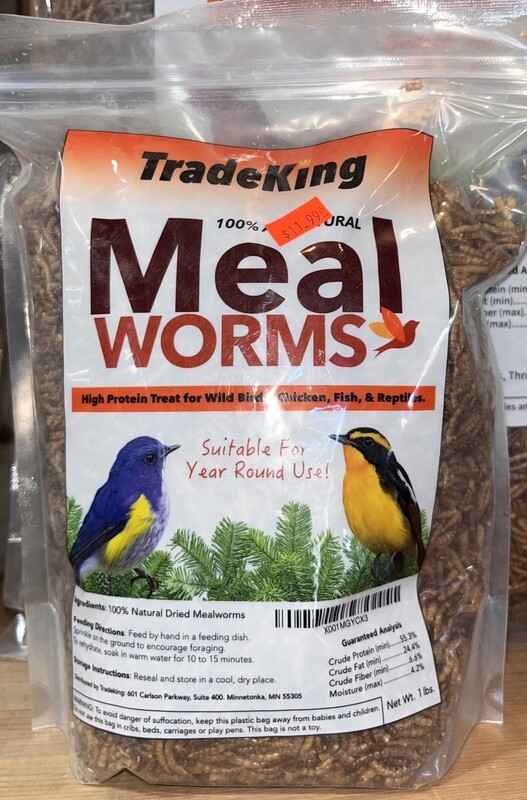 TradeKing
100%
$11.99
URAL
Meal
WORMS
High Protein Treat for Wild Birds, Chicken, Fish, & Reptiles.
Suitable For
Year Round Use!
Ingredients: 100% Natural Dried Mealworms
Feeding Directions: Feed by hand in a feeding dish.
Sprinkle on the ground to encourage foraging.
To rehydrate, soak in warm water for 10 to 15 minutes.
Storage Instructions: Reseal and store in a cool, dry place.
Distributed by Tradeking: 601 Carlson Parkway, Suite 400. Minnetonka, MN 55305
WARNING: To avoid danger of suffocation, keep this plastic bag away from babies and children.
Do not use this bag in cribs, beds, carriages or play pens. This bag is not a toy.
X001MGYCX3
Guaranteed Analysis
Crude Protein (min)......55.3%
Crude Fat (min)......24.4%
Crude Fiber (min)......6.6%
Moisture (max)......4.2%
Net Wt. 1 lbs.